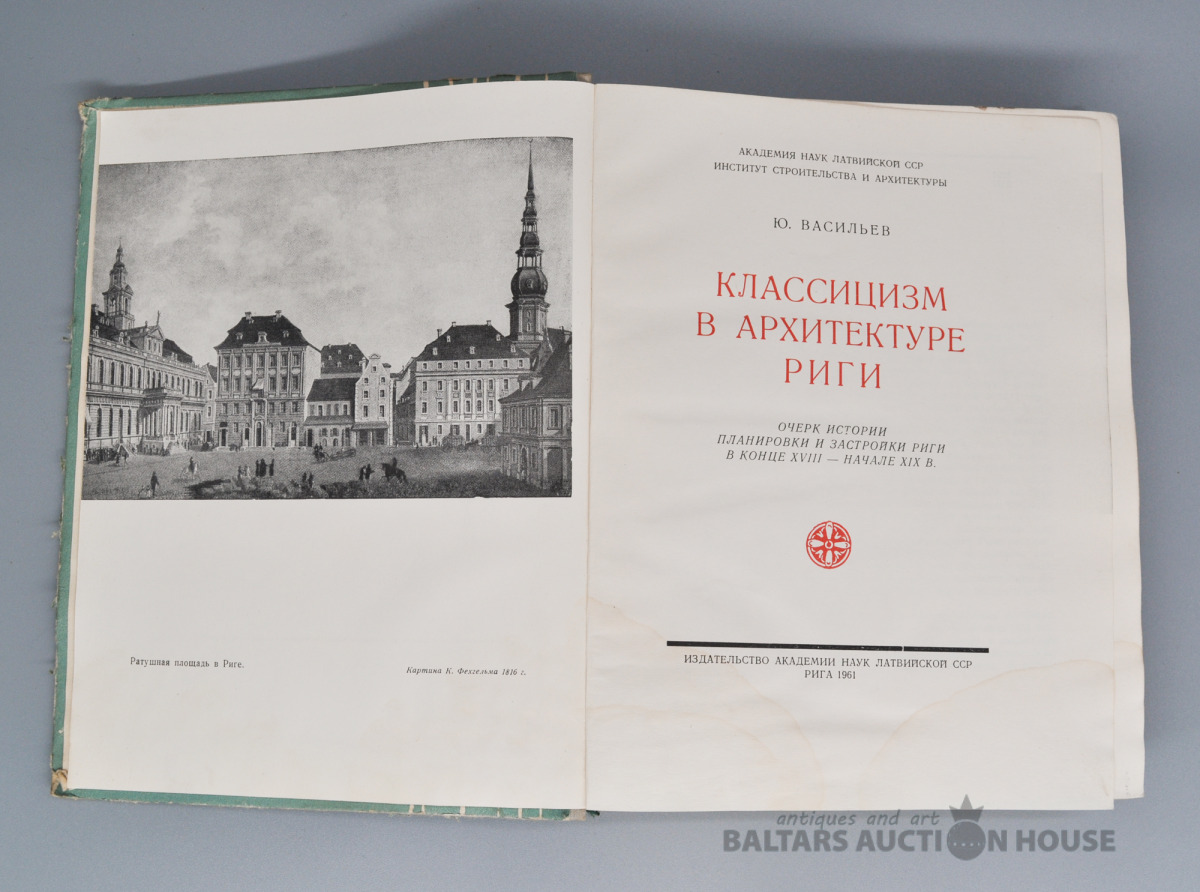 Ратушная площадь в Риге.
Картина К. Фехгельма 1816 г.
АКАДЕМИЯ НАУК ЛАТВИЙСКОЙ ССР
ИНСТИТУТ СТРОИТЕЛЬСТВА И АРХИТЕКТУРЫ
Ю. ВАСИЛЬЕВ
КЛАССИЦИЗМ
В АРХИТЕКТУРЕ
РИГИ
ОЧЕРК ИСТОРИИ
ПЛАНИРОВКИ И ЗАСТРОЙКИ РИГИ
В КОНЦЕ XVIII — НАЧАЛЕ XIX В.
ИЗДАТЕЛЬСТВО АКАДЕМИИ НАУК ЛАТВИЙСКОЙ ССР
РИГА 1961
antiques and art
BALTARS AUCTION HOUSE